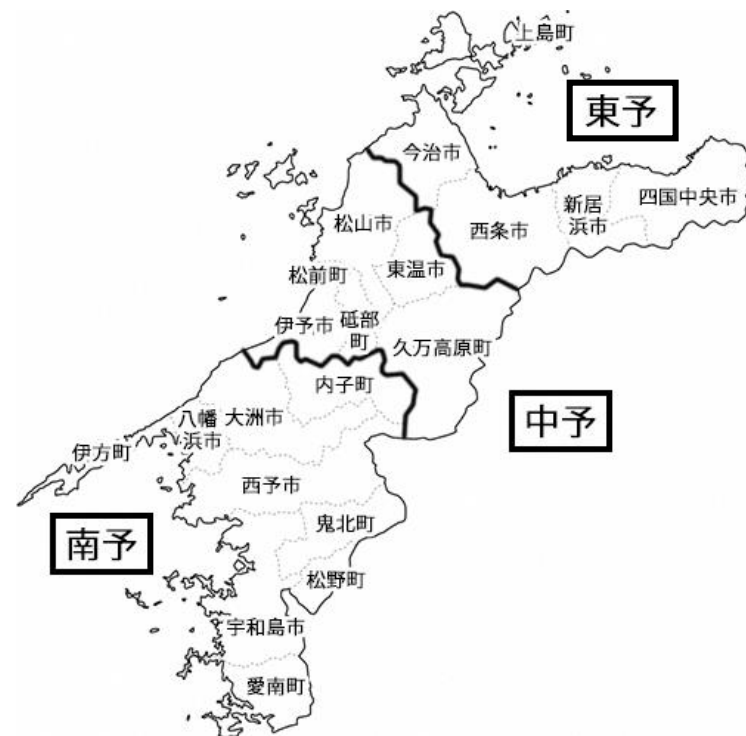 上島町
東予
今治市
四国中央市
新居
浜市
松山市
西条市
東温市
松前町
砥部
町
伊予市
久万高原町
内子町
中予
八幡
浜市
大洲市
伊方町
西予市
鬼北町
南予
松野町
宇和島市
愛南町